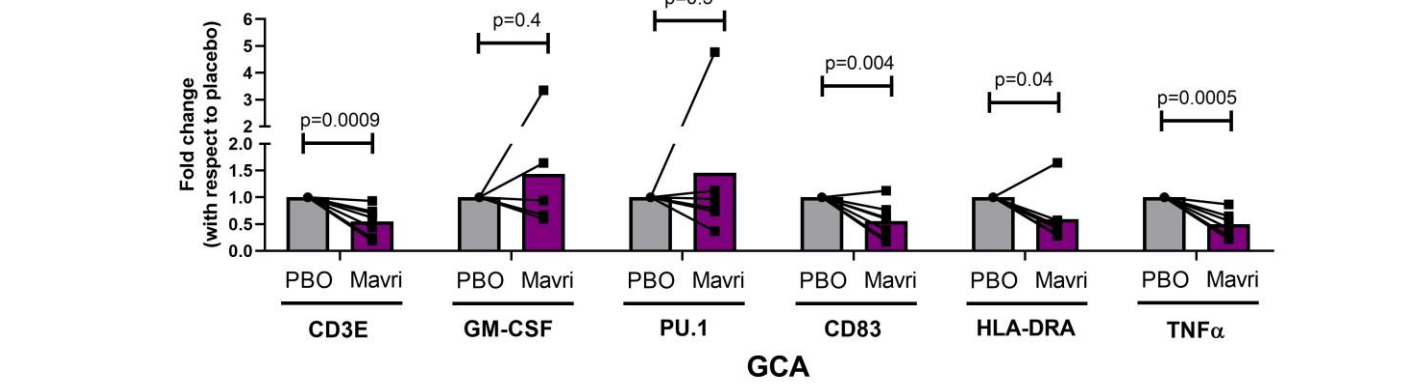 Fold change
(with respect to placebo)
6
5
4
3
2
2.0
1.5
1.0
0.5
0.0
p=0.0009
p=0.4
p=0.004
p=0.04
p=0.0005
PBO Mavri PBO Mavri PBO Mavri PBO Mavri PBO Mavri PBO Mavri
CD3E GM-CSF PU.1 CD83 HLA-DRA TNFα
GCA